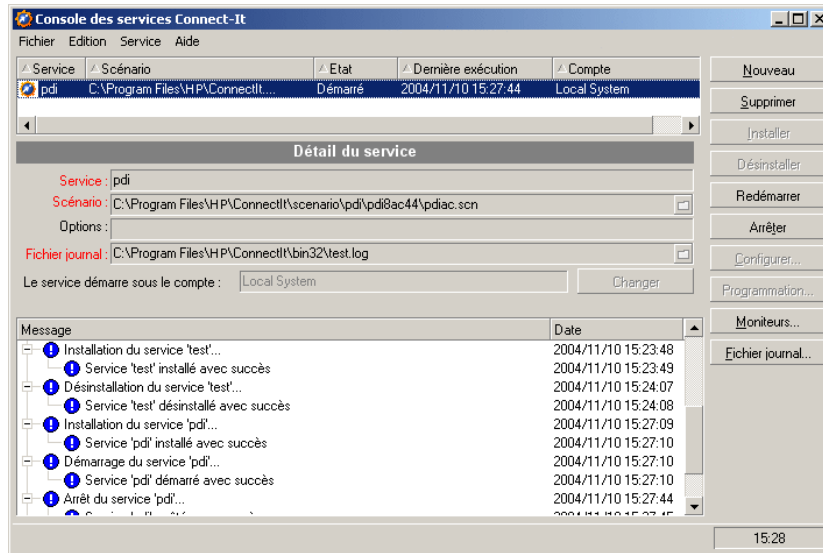 Console des services Connect-It
Fichier Edition Service Aide
Service Scénario Etat Dernière exécution Compte
pdi C:\Program Files\HP\ConnectIt.... Démarré 2004/11/10 15:27:44 Local System
Détail du service
Service : pdi
Scénario : C:\Program Files\HP\ConnectIt\scenario\pdi\pdi8ac44\pdiac.scn
Options :
Fichier journal : C:\Program Files\HP\ConnectIt\bin32\test.log
Le service démarre sous le compte : Local System Changer
Nouveau
Supprimer
Installer
Désinstaller
Redémarrer
Arrêter
Configurer...
Programmation...
Moniteurs...
Fichier journal...
Message Date
Installation du service 'test'... 2004/11/10 15:23:48
Service 'test' installé avec succès 2004/11/10 15:23:49
Désinstallation du service 'test'... 2004/11/10 15:24:07
Service 'test' désinstallé avec succès 2004/11/10 15:24:08
Installation du service 'pdi'... 2004/11/10 15:27:09
Service 'pdi' installé avec succès 2004/11/10 15:27:10
Démarrage du service 'pdi'... 2004/11/10 15:27:10
Service 'pdi' démarré avec succès 2004/11/10 15:27:10
Arrêt du service 'pdi'... 2004/11/10 15:27:44
15:28